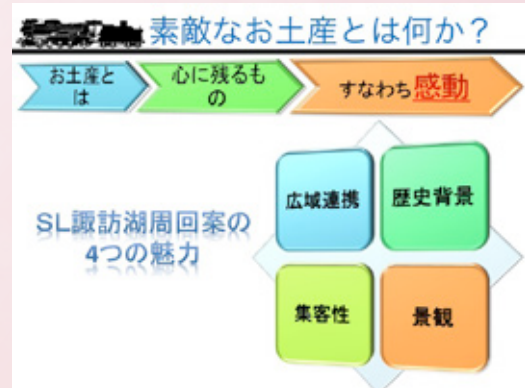 素敵なお土産とは何か？
お土産と
は
心に残るも
の
すなわち感動
SL諏訪湖周回案の
4つの魅力
広域連携
歴史背景
集客性
景観